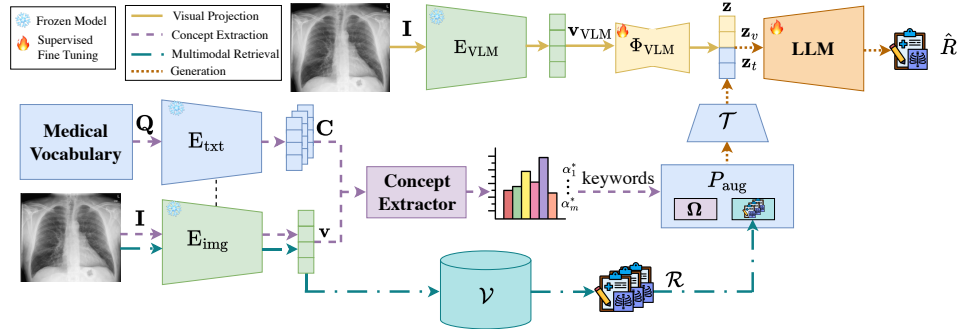 Frozen Model
Supervised
Fine Tuning
Visual Projection
Concept Extraction
Multimodal Retrieval
Generation
I
E_VLM
v_VLM
Φ_VLM
z
z_v
z_t
LLM
R̂
Medical
Vocabulary
Q
E_txt
C
𝒯
Concept
Extractor
α₁*
α_m*
keywords
P_aug
Ω
I
E_img
v
𝒱
ℛ